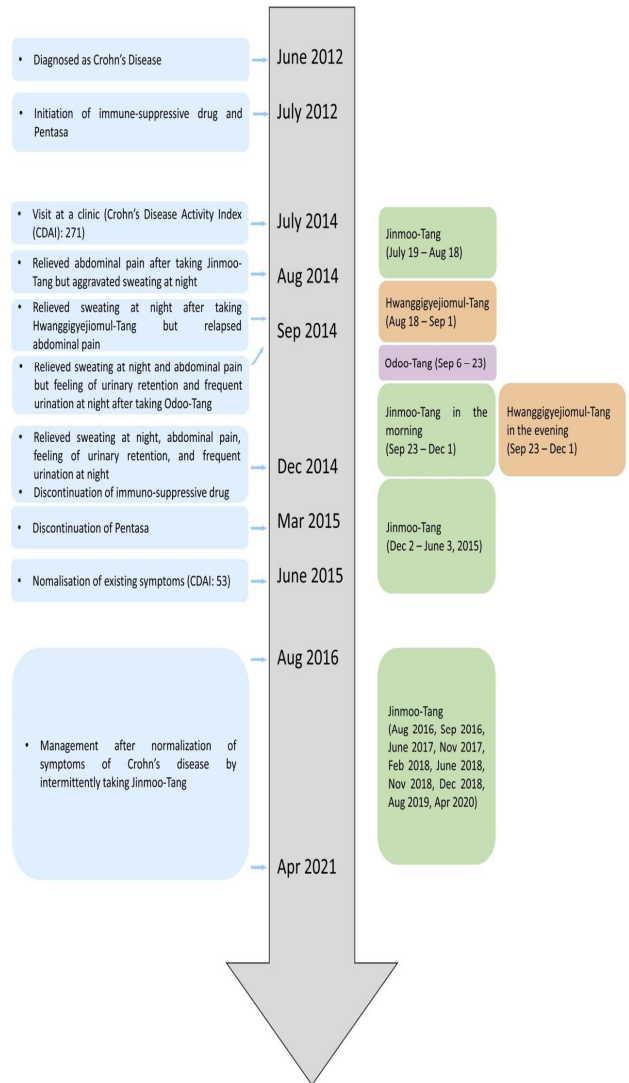 • Diagnosed as Crohn's Disease
June 2012
• Initiation of immune-suppressive drug and
Pentasa
July 2012
• Visit at a clinic (Crohn's Disease Activity Index
(CDAI): 271)
July 2014
Jinmoo-Tang
(July 19 – Aug 18)
• Relieved abdominal pain after taking Jinmoo-
Tang but aggravated sweating at night
Aug 2014
• Relieved sweating at night after taking
Hwanggigyejiomul-Tang but relapsed
abdominal pain
Hwanggigyejiomul-Tang
(Aug 18 – Sep 1)
Sep 2014
• Relieved sweating at night and abdominal pain
but feeling of urinary retention and frequent
urination at night after taking Odoo-Tang
Odoo-Tang (Sep 6 – 23)
Jinmoo-Tang in the
morning
(Sep 23 – Dec 1)
Hwanggigyejiomul-Tang
in the evening
(Sep 23 – Dec 1)
• Relieved sweating at night, abdominal pain,
feeling of urinary retention, and frequent
urination at night
• Discontinuation of immuno-suppressive drug
Dec 2014
• Discontinuation of Pentasa
Mar 2015
Jinmoo-Tang
(Dec 2 – June 3, 2015)
• Nomalisation of existing symptoms (CDAI: 53)
June 2015
Aug 2016
• Management after normalization of
symptoms of Crohn's disease by
intermittently taking Jinmoo-Tang
Jinmoo-Tang
(Aug 2016, Sep 2016,
June 2017, Nov 2017,
Feb 2018, June 2018,
Nov 2018, Dec 2018,
Aug 2019, Apr 2020)
Apr 2021